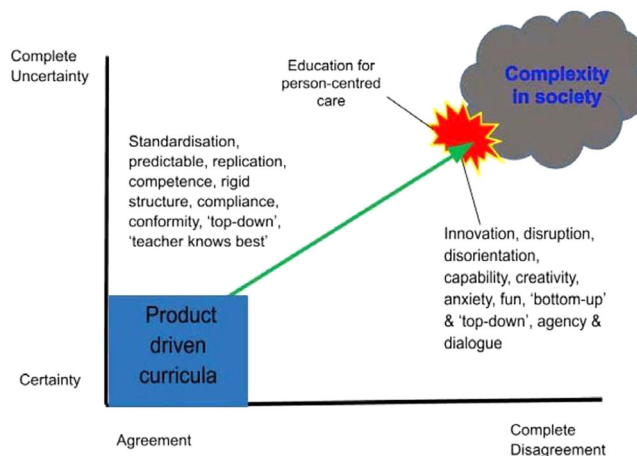 Complete
Uncertainty
Education for
person-centred
care
Complexity
in society
Standardisation,
predictable, replication,
competence, rigid
structure, compliance,
conformity, ‘top-down’,
‘teacher knows best’
Innovation, disruption,
disorientation,
capability, creativity,
anxiety, fun, ‘bottom-up’
& ‘top-down’, agency &
dialogue
Product
driven
curricula
Certainty
Agreement
Complete
Disagreement